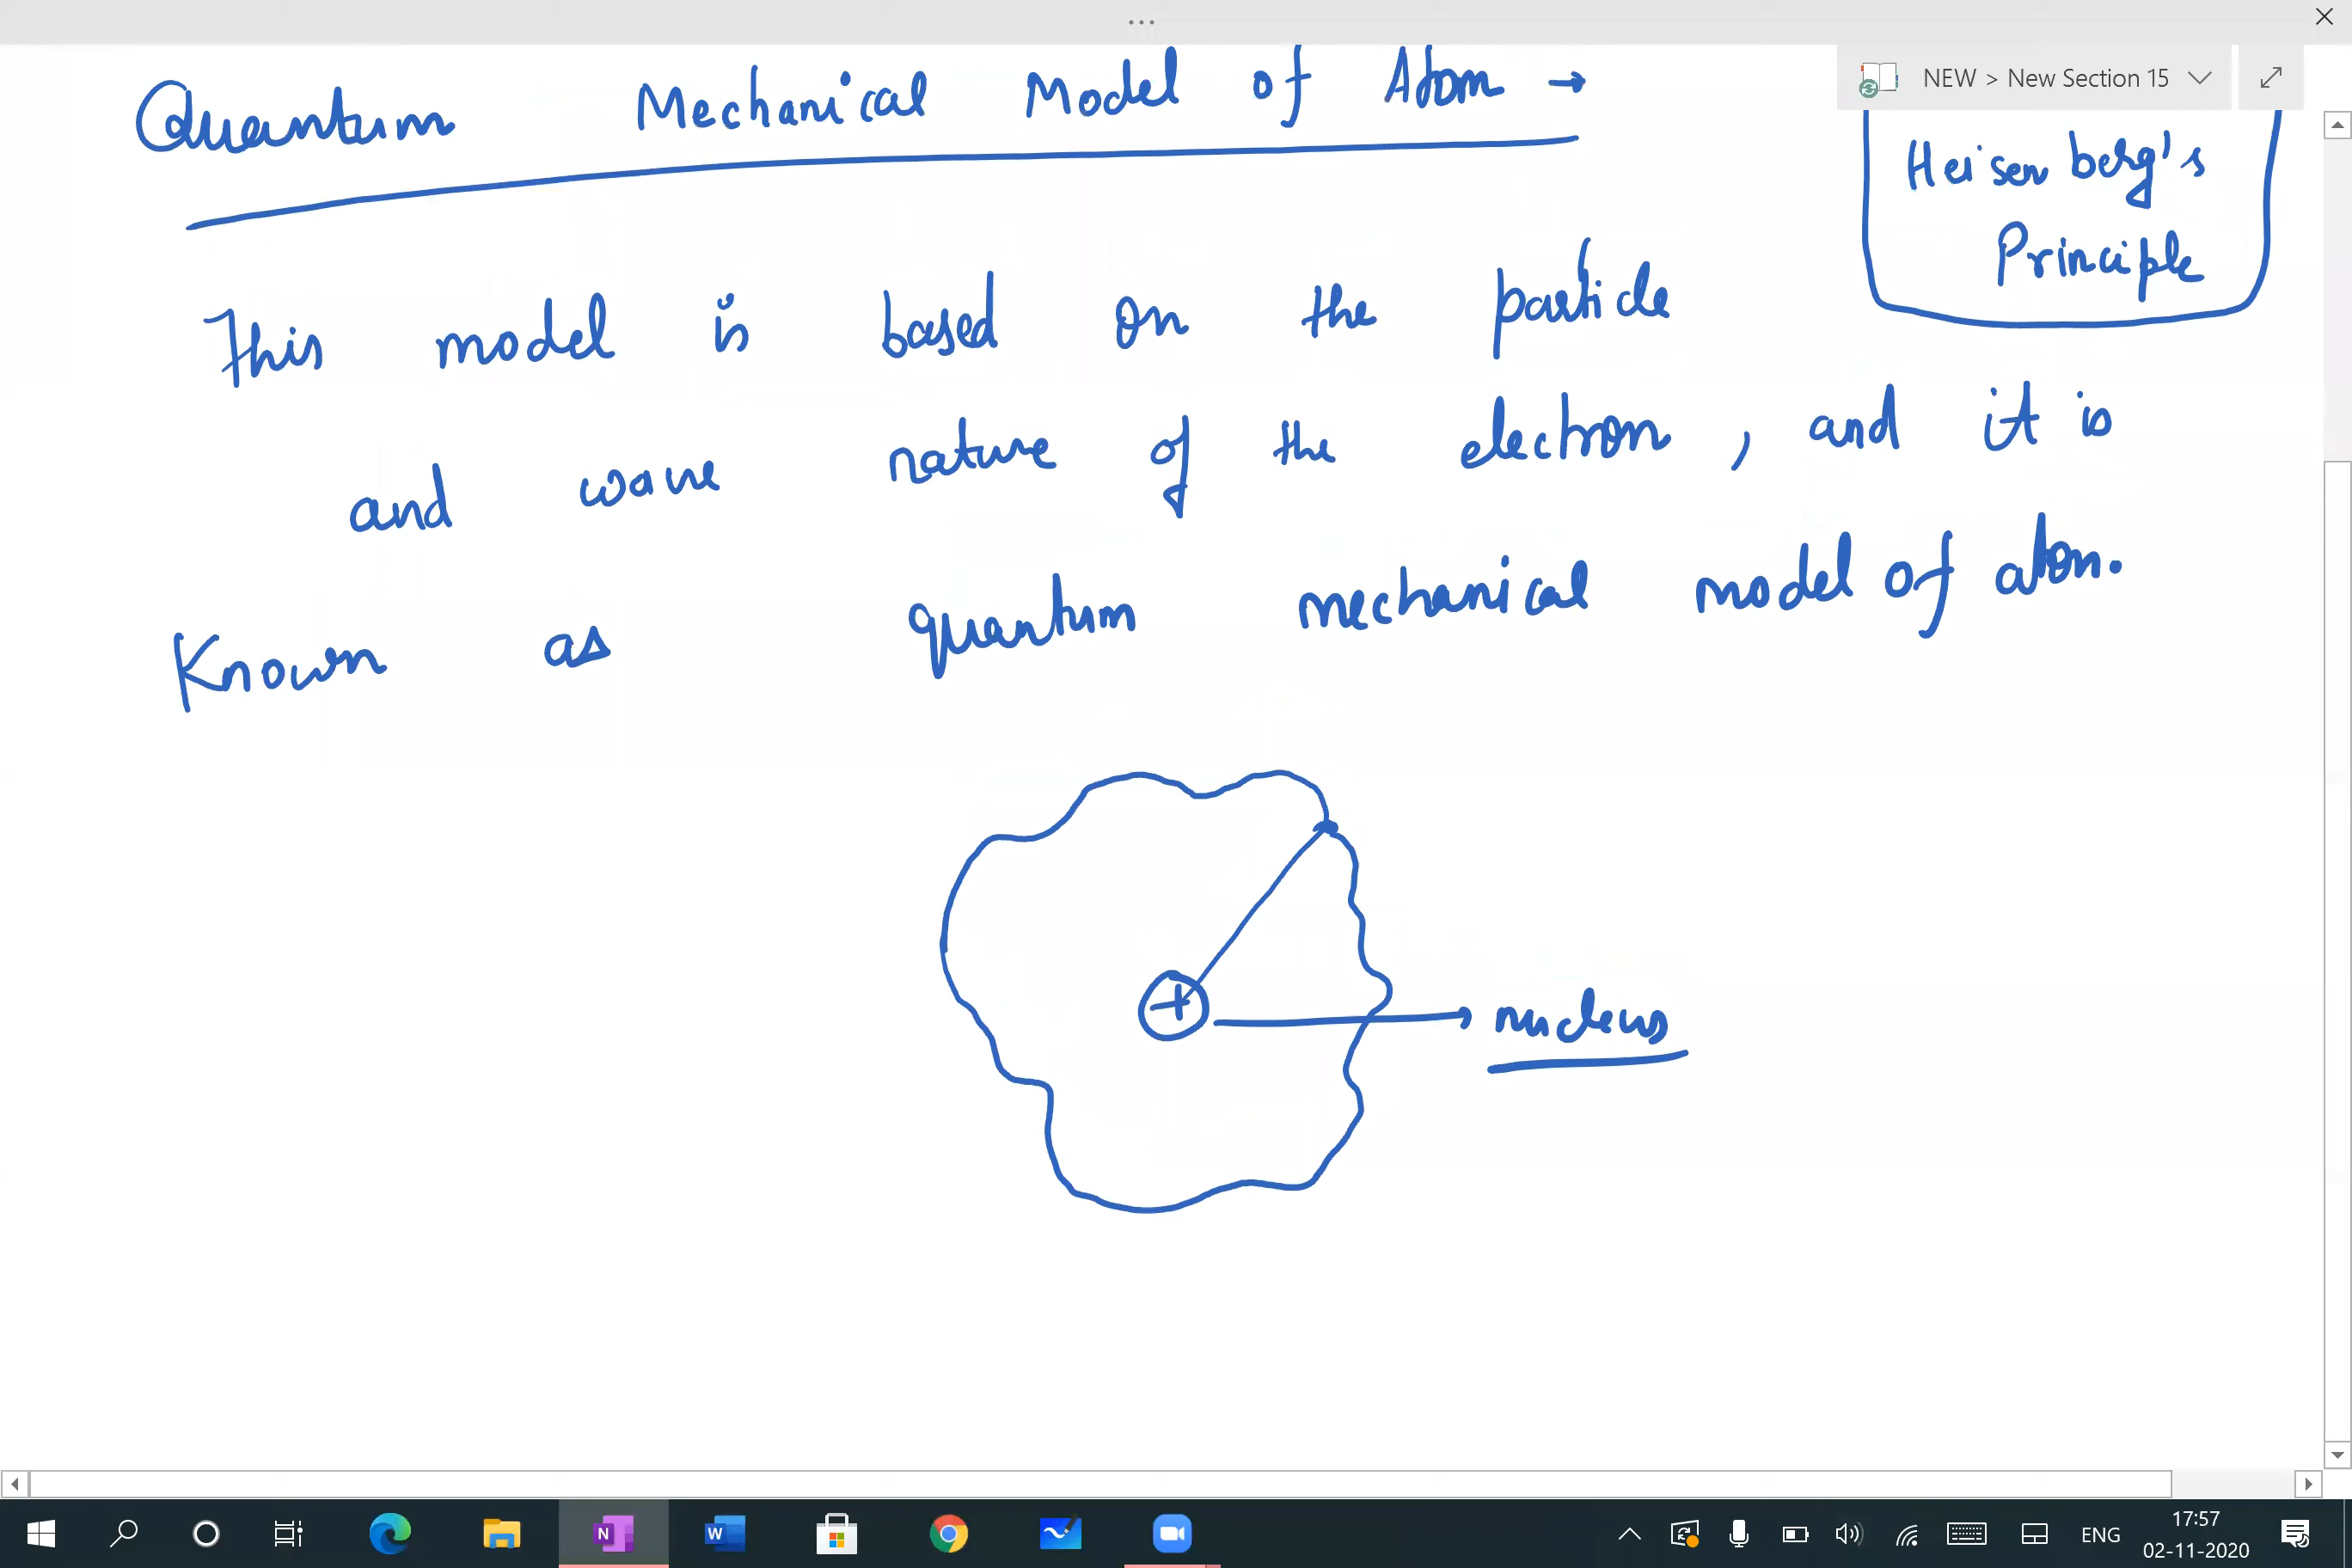 Quantum Mechanical Model of Atom →
NEW > New Section 15
Heisenberg's
Principle
This model is based on the particle
and wave nature of the electron, and it is
Known as quantum mechanical model of atom.
+
nucleus
N
W
ENG
17:57
02-11-2020